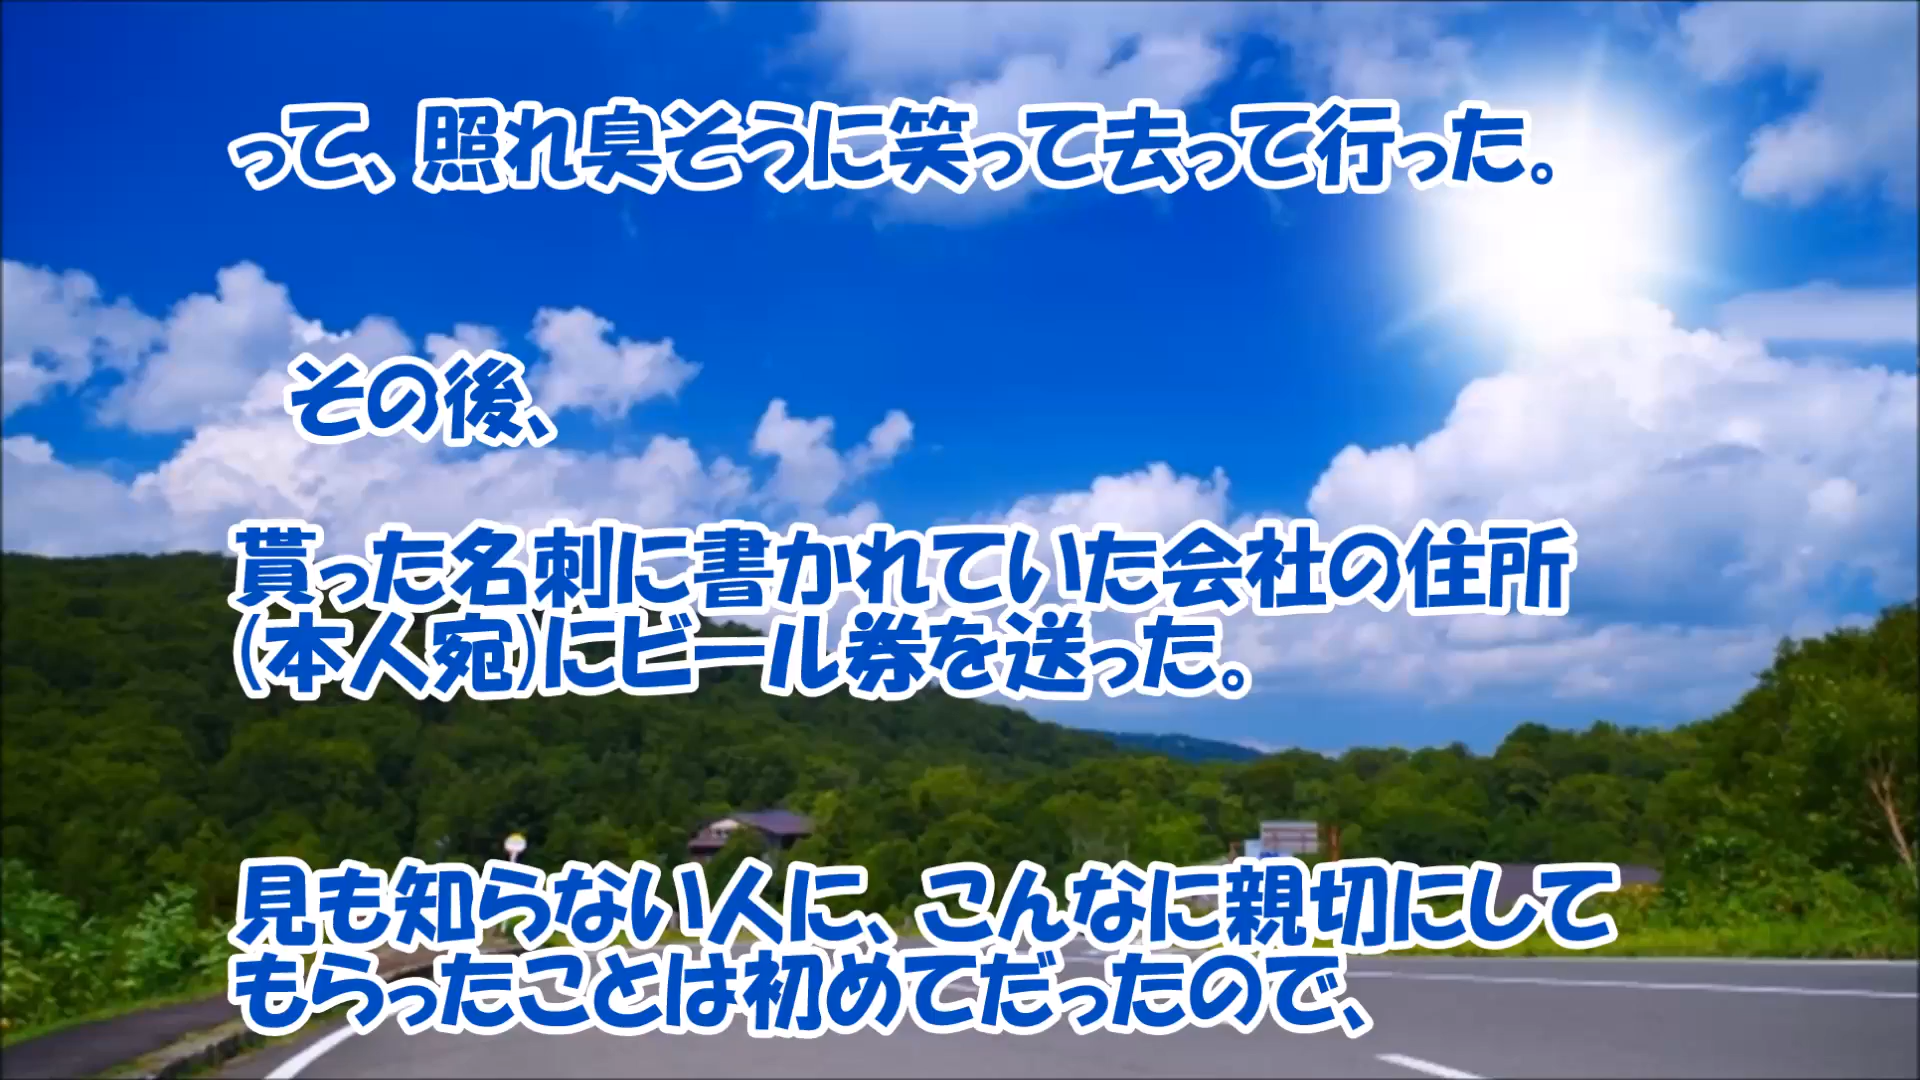 って、照れ臭そうに笑って去って行った。
その後、
貰った名刺に書かれていた会社の住所
(本人宛)にビール券を送った。
見も知らない人に、こんなに親切にして
もらったことは初めてだったので、